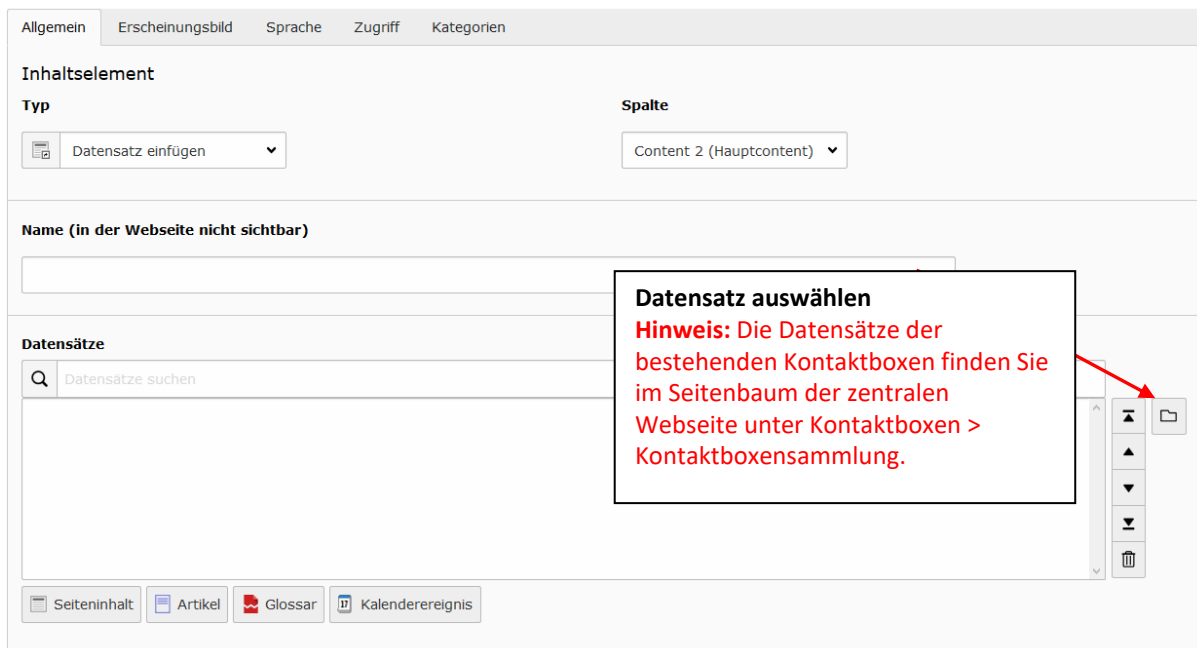 Allgemein Erscheinungsbild Sprache Zugriff Kategorien
Inhaltselement
Typ Spalte
Datensatz einfügen Content 2 (Hauptcontent)
Name (in der Webseite nicht sichtbar)
Datensatz auswählen
Hinweis: Die Datensätze der
bestehenden Kontaktboxen finden Sie
im Seitenbaum der zentralen
Webseite unter Kontaktboxen >
Kontaktboxensammlung.
Datensätze
Datensätze suchen
Seiteninhalt Artikel Glossar 17 Kalenderereignis